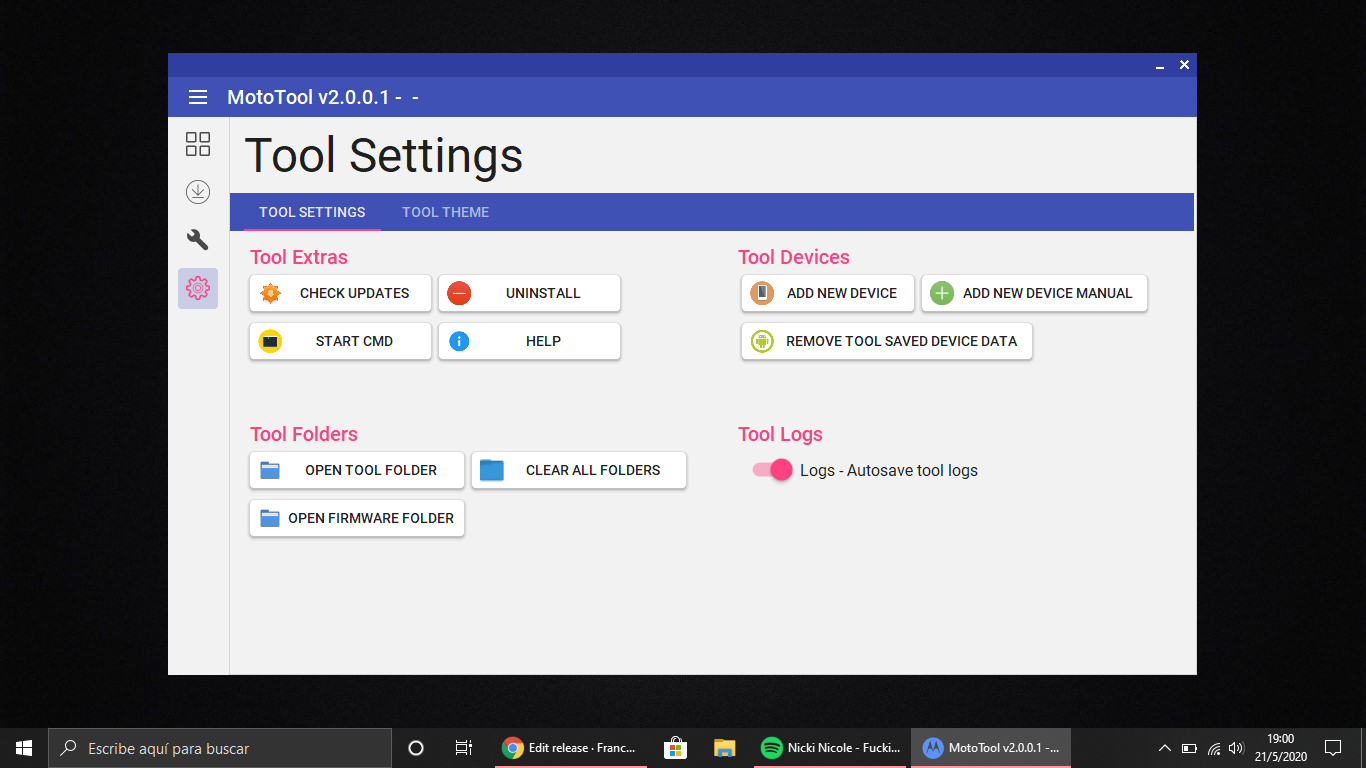 MotoTool v2.0.0.1 -  -
Tool Settings
TOOL SETTINGS TOOL THEME
Tool Extras
CHECK UPDATES UNINSTALL
START CMD HELP
Tool Devices
ADD NEW DEVICE ADD NEW DEVICE MANUAL
REMOVE TOOL SAVED DEVICE DATA
Tool Folders
OPEN TOOL FOLDER CLEAR ALL FOLDERS
OPEN FIRMWARE FOLDER
Tool Logs
Logs - Autosave tool logs
Escribe aquí para buscar
Edit release · Franc...
Nicki Nicole - Fucki...
MotoTool v2.0.0.1 -...
19:00
21/5/2020